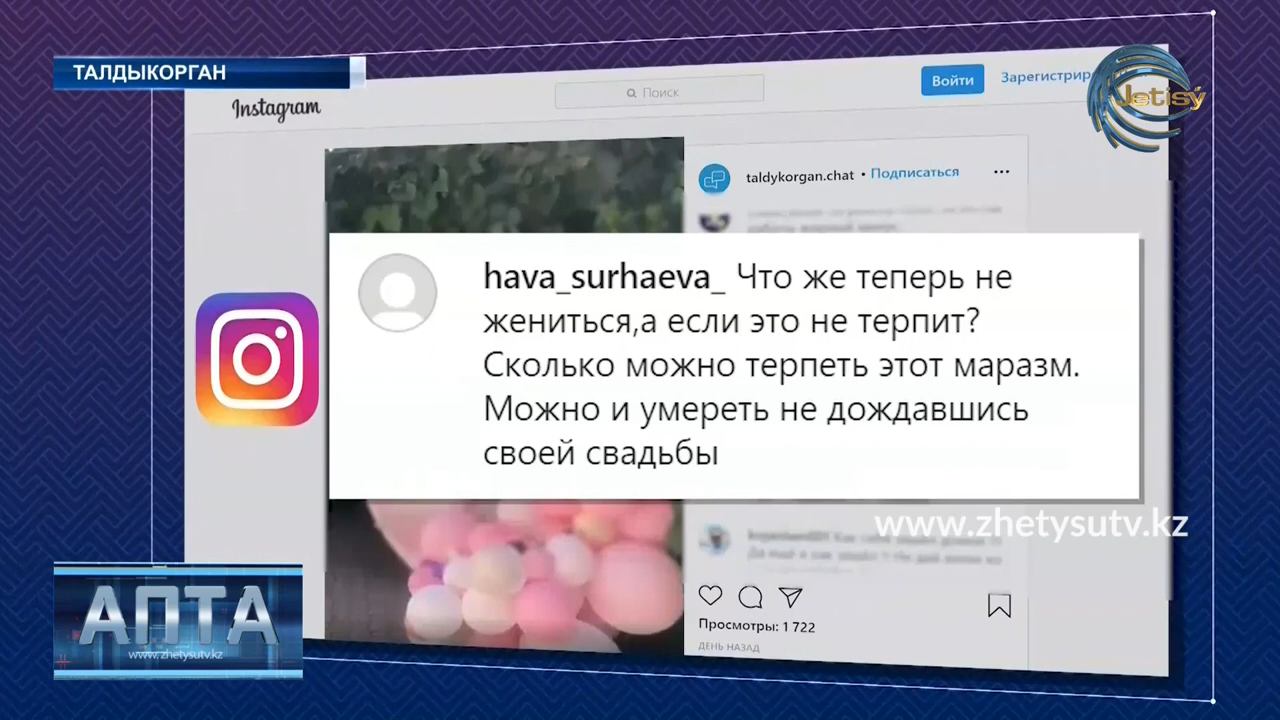 ТАЛДЫКОРГАН
Jetisý
Instagram
Поиск
Войти
Зарегистрир
taldykorgan.chat • Подписаться
hava_surhaeva_ Что же теперь не
жениться,а если это не терпит?
Сколько можно терпеть этот маразм.
Можно и умереть не дождавшись
своей свадьбы
www.zhetysutv.kz
Просмотры: 1 722
ДЕНЬ НАЗАД
АПТА
www.zhetysutv.kz